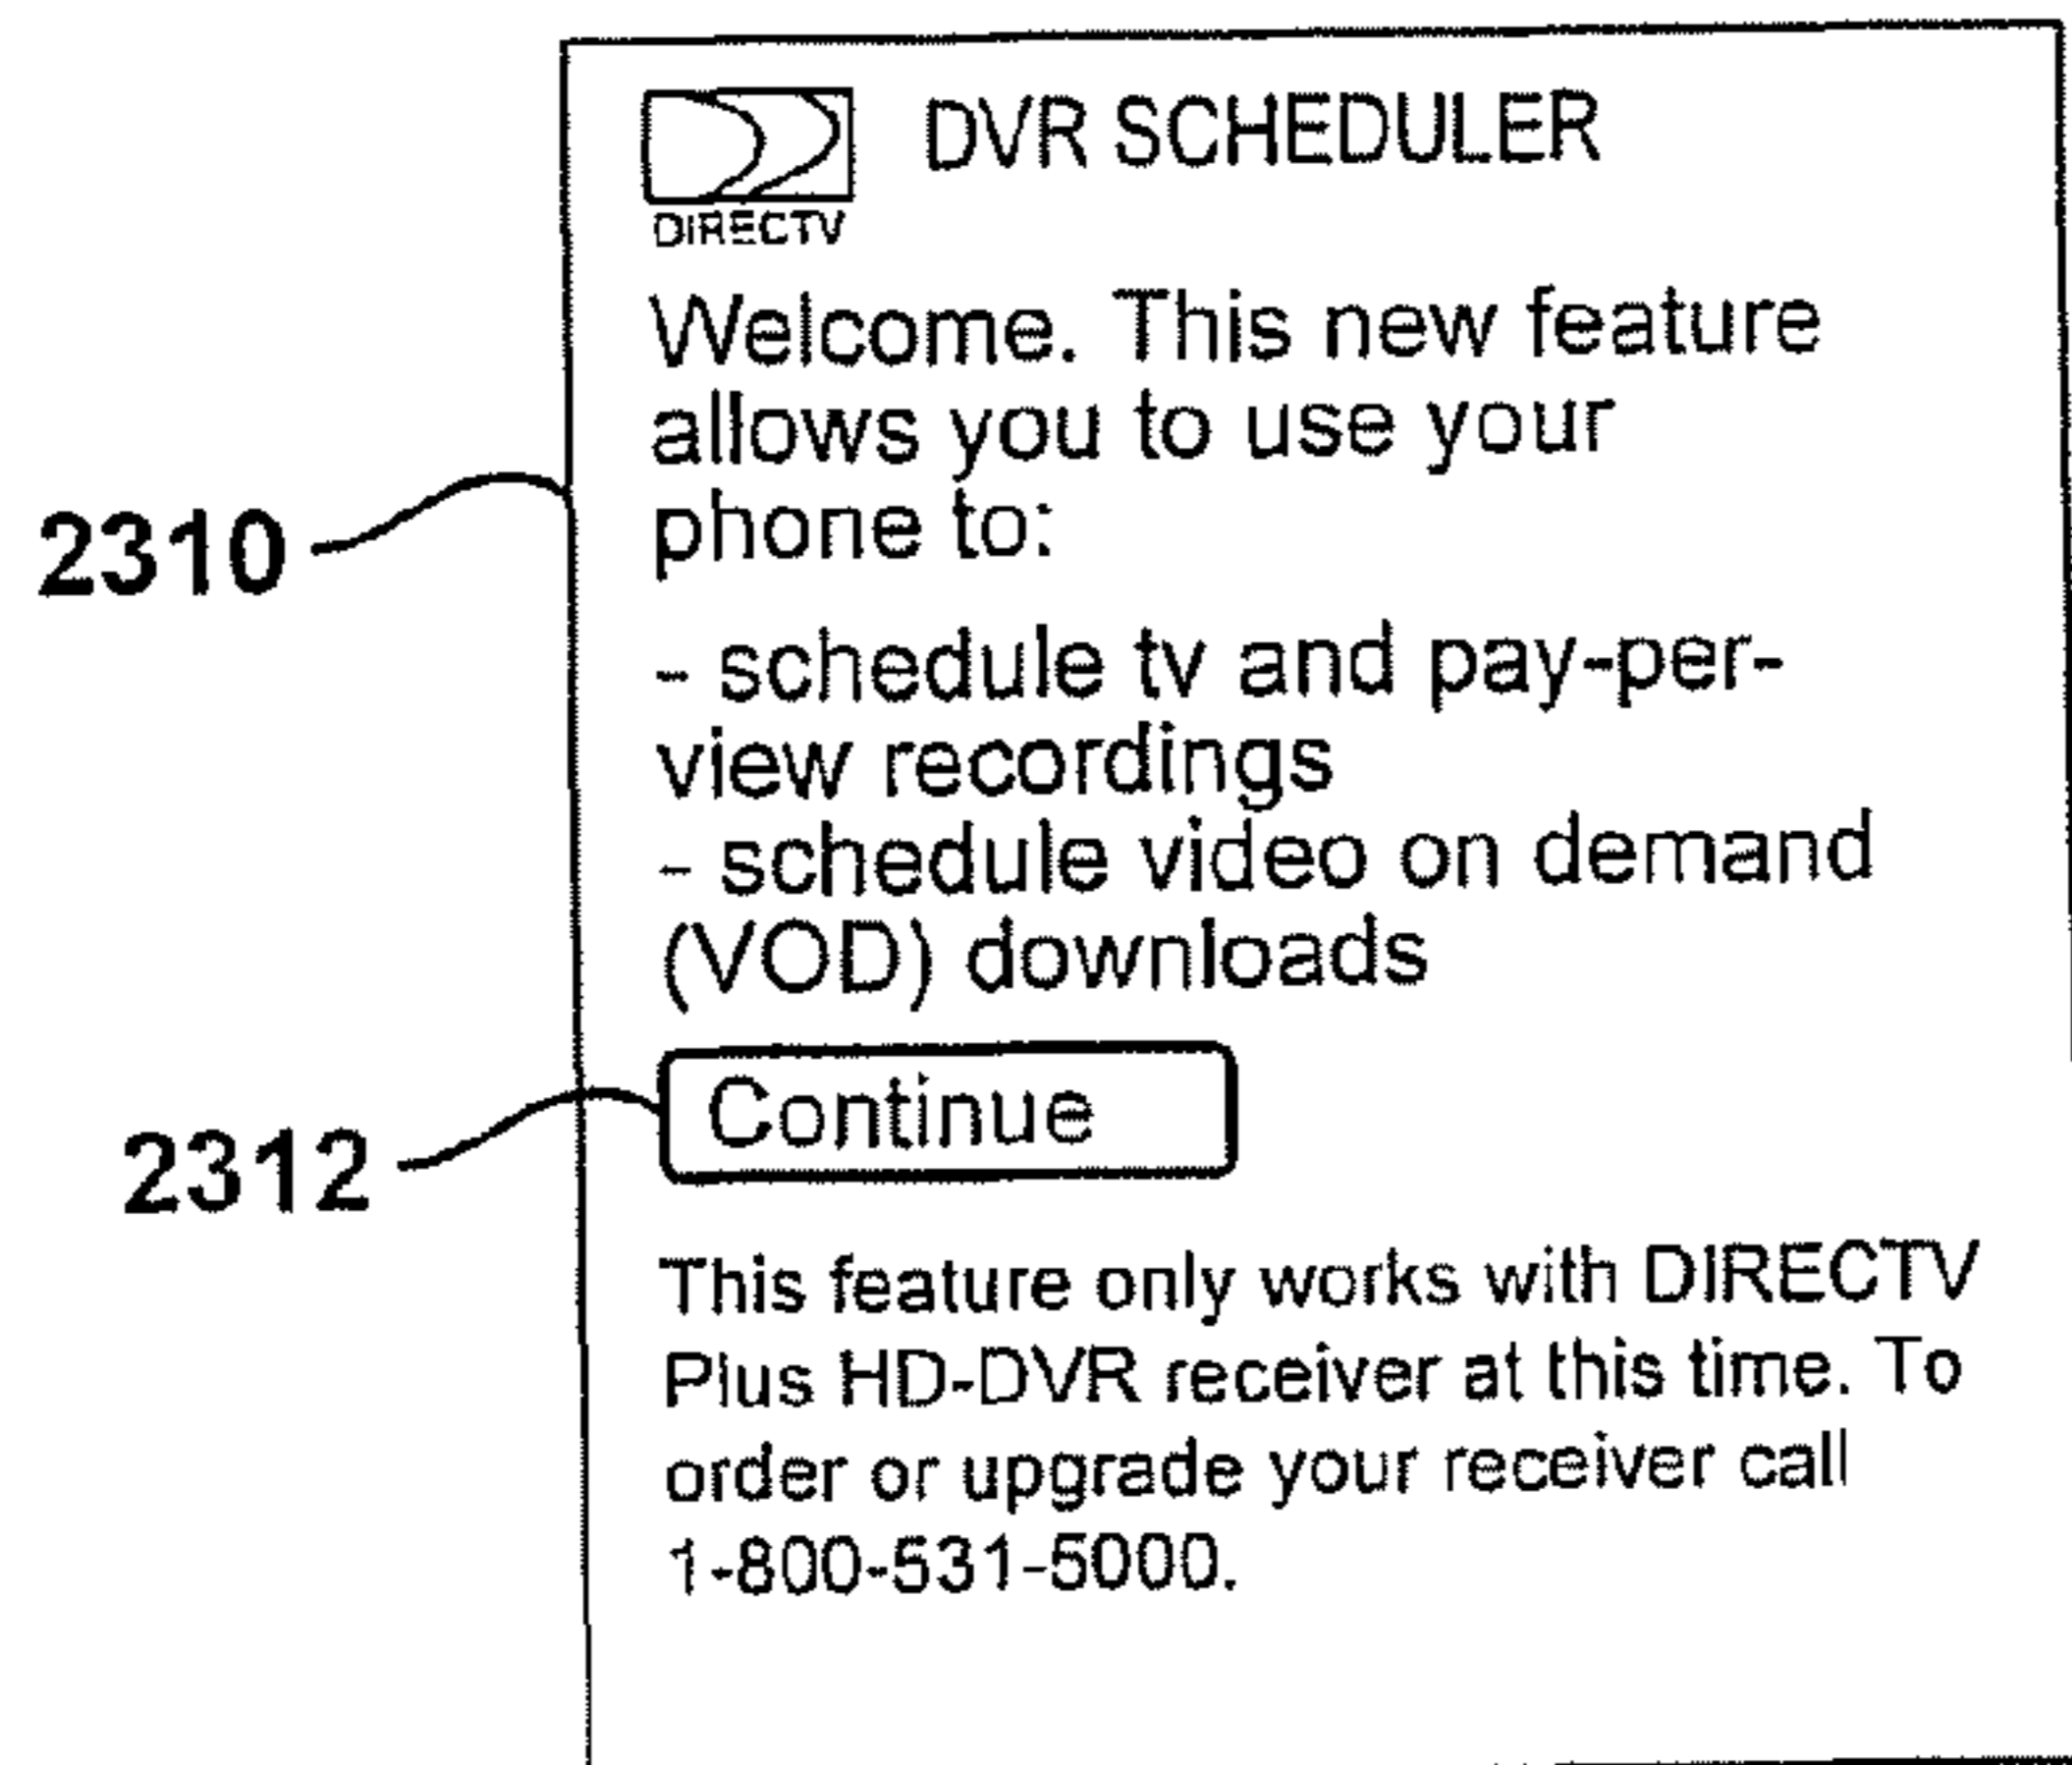 DVR SCHEDULER
DIRECTV
Welcome. This new feature
allows you to use your
phone to:
2310
- schedule tv and pay-per-
view recordings
- schedule video on demand
(VOD) downloads
Continue
2312
This feature only works with DIRECTV
Plus HD-DVR receiver at this time. To
order or upgrade your receiver call
1-800-531-5000.